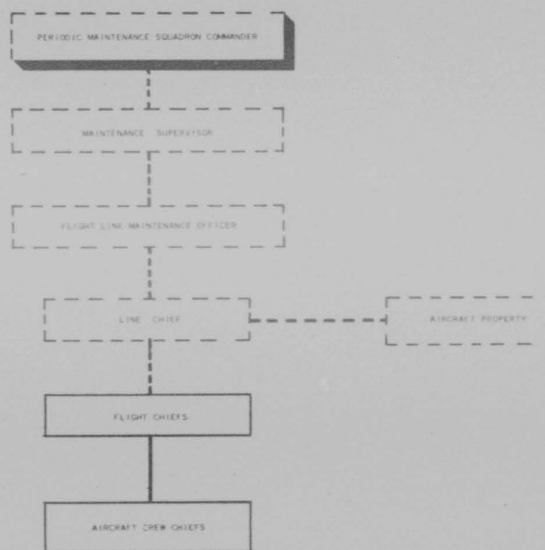 PERIODIC MAINTENANCE SQUADRON COMMANDER
MAINTENANCE SUPERVISOR
FLIGHT LINE MAINTENANCE OFFICER
LINE CHIEF
AIRCRAFT PROPERTY
FLIGHT CHIEFS
AIRCRAFT CREW CHIEFS